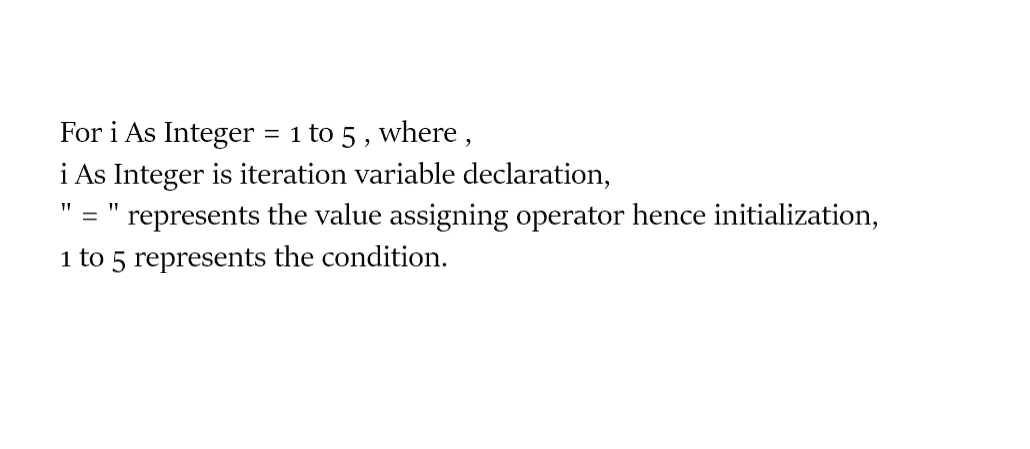 For i As Integer = 1 to 5 , where ,
i As Integer is iteration variable declaration,
" = " represents the value assigning operator hence initialization,
1 to 5 represents the condition.